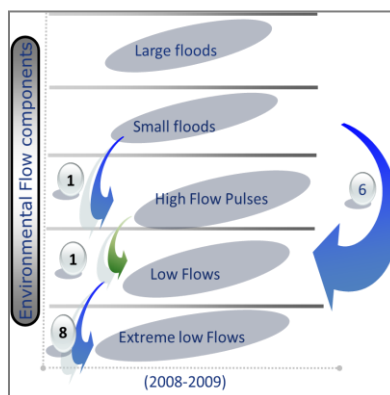 Environmental Flow components
Large floods
Small floods
1
6
High Flow Pulses
1
Low Flows
8
Extreme low Flows
(2008-2009)